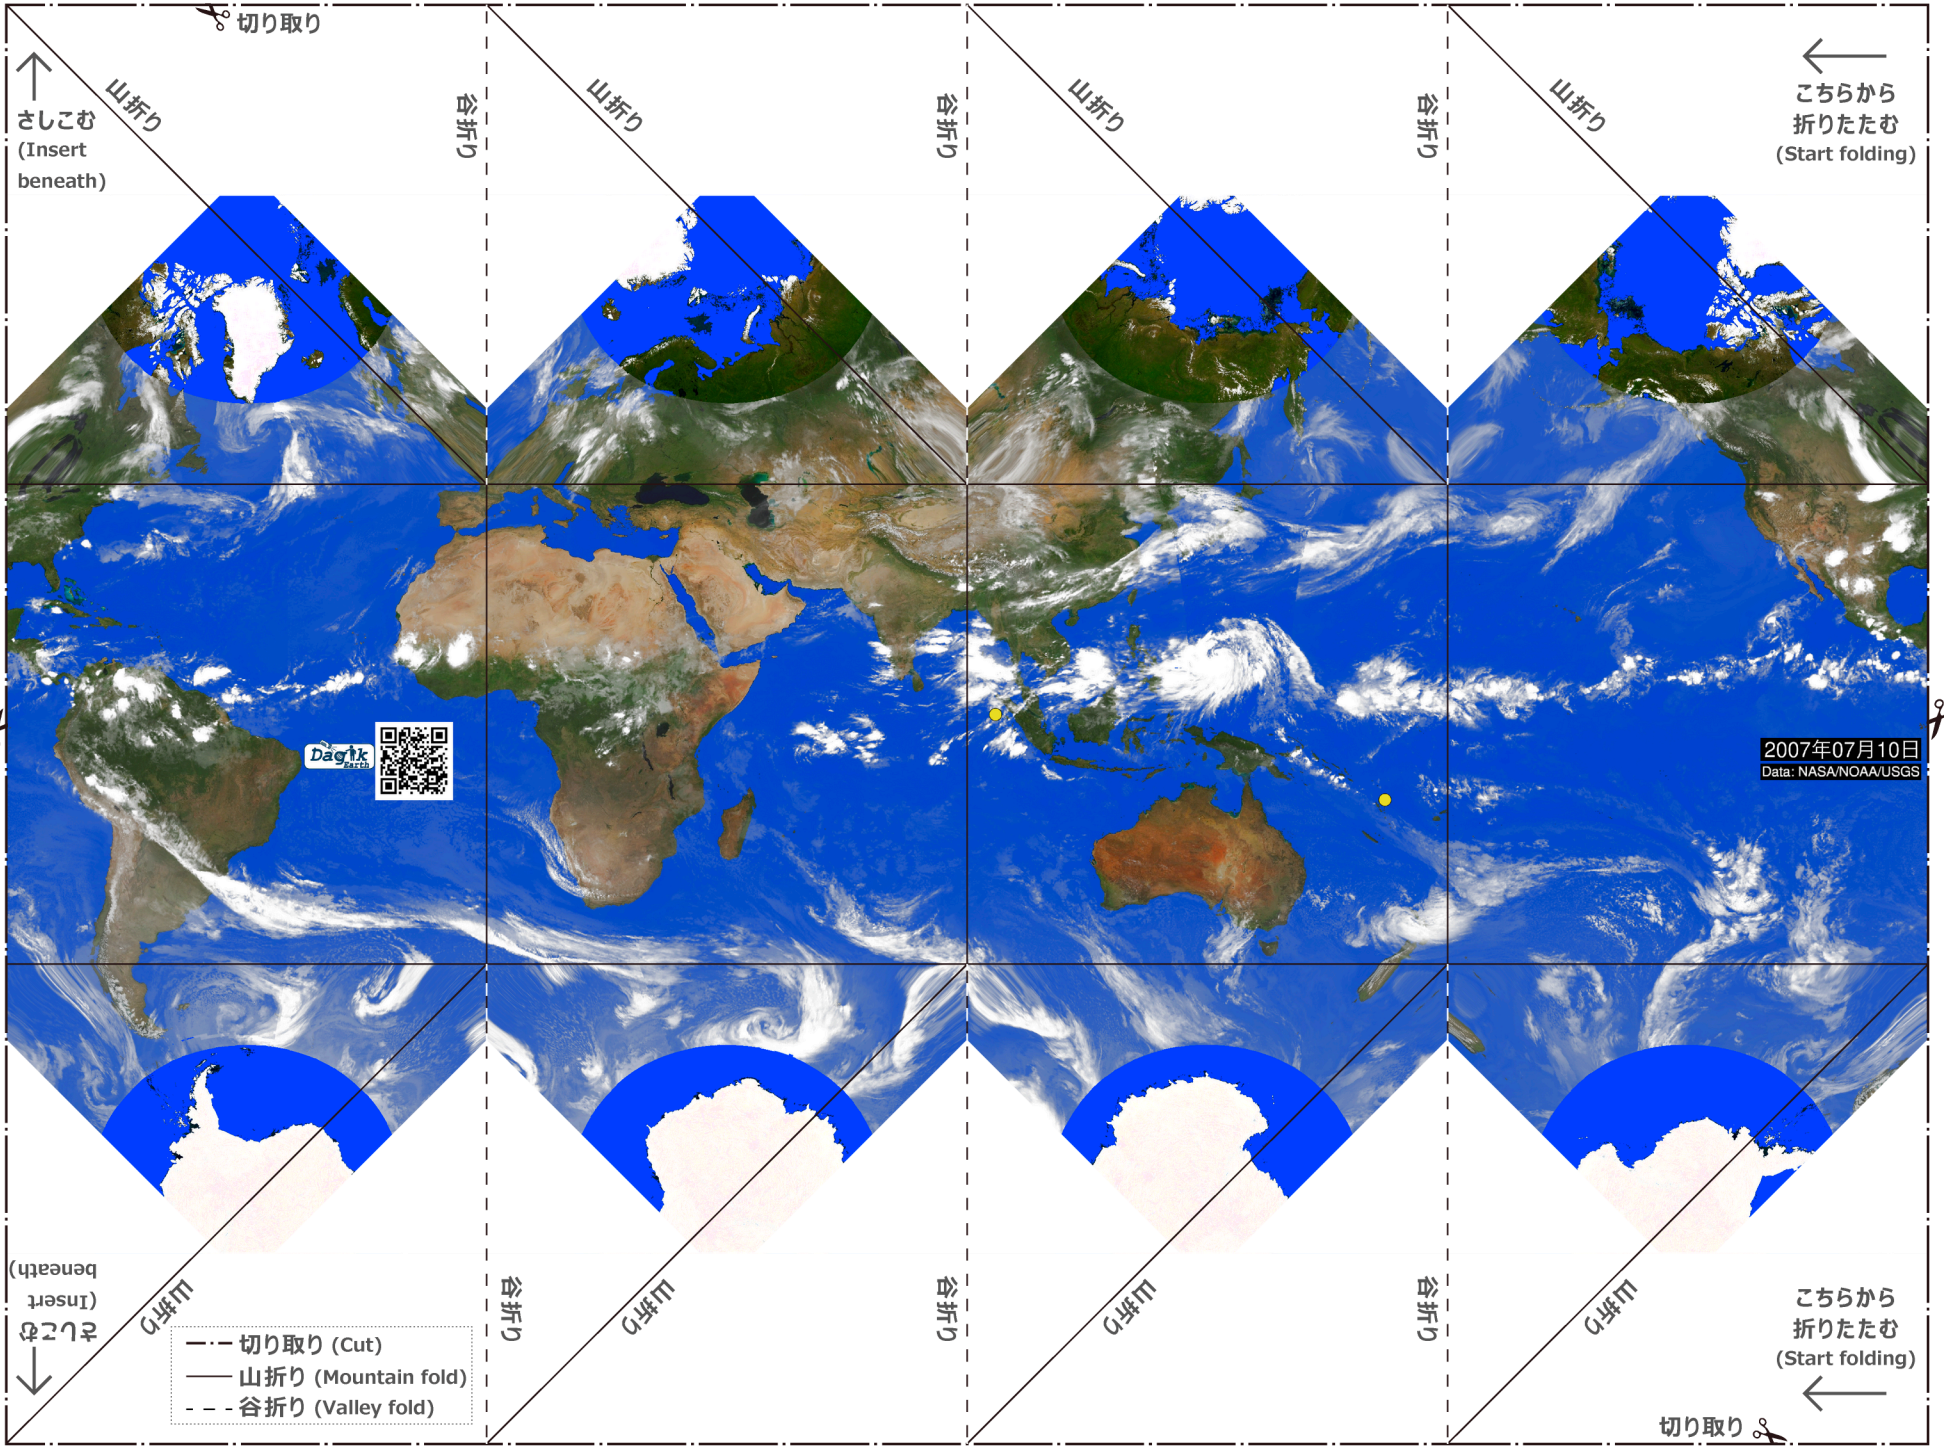 切り取り
さしこむ
(Insert
beneath)
山折り
谷折り
山折り
谷折り
山折り
谷折り
山折り
こちらから
折りたたむ
(Start folding)
Dagik
Earth
2007年07月10日
Data: NASA/NOAA/USGS
さしこむ
(Insert
beneath)
山折り
谷折り
山折り
谷折り
山折り
谷折り
山折り
こちらから
折りたたむ
(Start folding)
切り取り (Cut)
山折り (Mountain fold)
谷折り (Valley fold)
切り取り